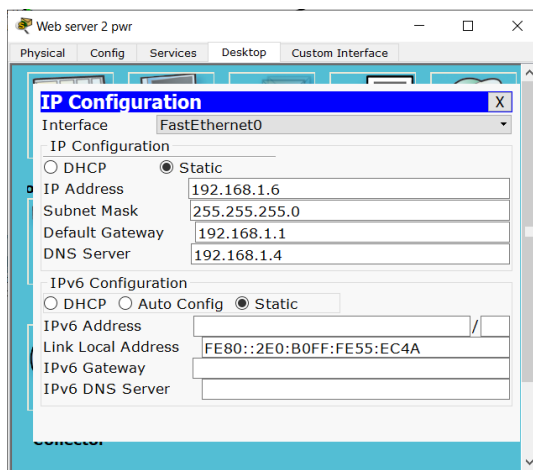 Web server 2 pwr
Physical Config Services Desktop Custom Interface
IP Configuration X
Interface FastEthernet0
IP Configuration
DHCP Static
IP Address 192.168.1.6
Subnet Mask 255.255.255.0
Default Gateway 192.168.1.1
DNS Server 192.168.1.4
IPv6 Configuration
DHCP Auto Config Static
IPv6 Address /
Link Local Address FE80::2E0:B0FF:FE55:EC4A
IPv6 Gateway
IPv6 DNS Server